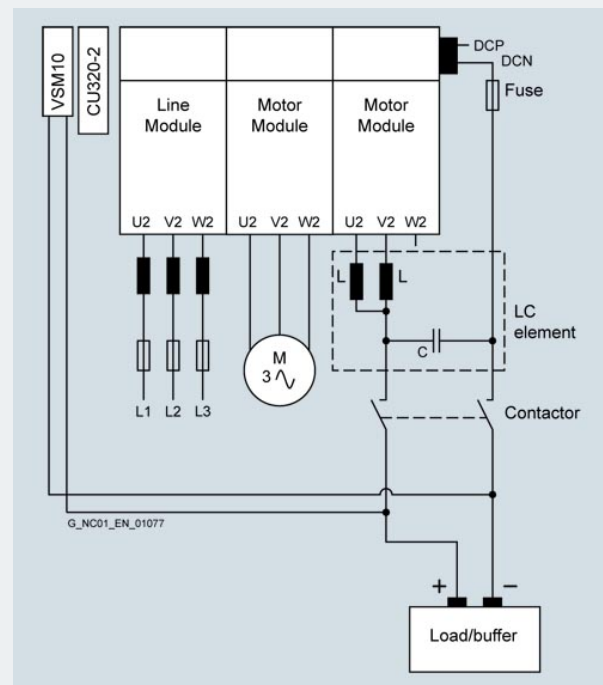 VSM10
CU320-2
DCP
DCN
Fuse
Line
Module
Motor
Module
Motor
Module
U2 V2 W2
U2 V2 W2
U2 V2 W2
L
L
LC
element
C
M
3
L1 L2 L3
Contactor
G_NC01_EN_01077
+ −
Load/buffer